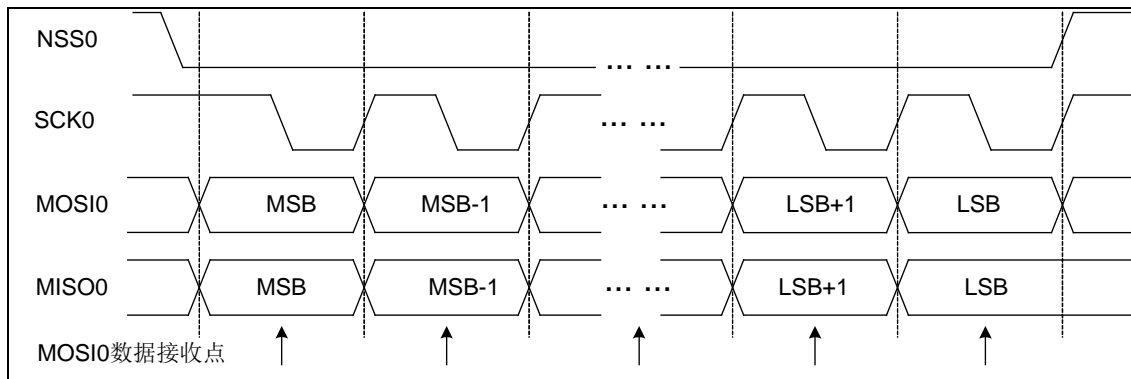 NSS0
... ...
SCK0
... ...
MOSI0 MSB MSB-1 ... ... LSB+1 LSB
MISO0 MSB MSB-1 ... ... LSB+1 LSB
MOSI0数据接收点